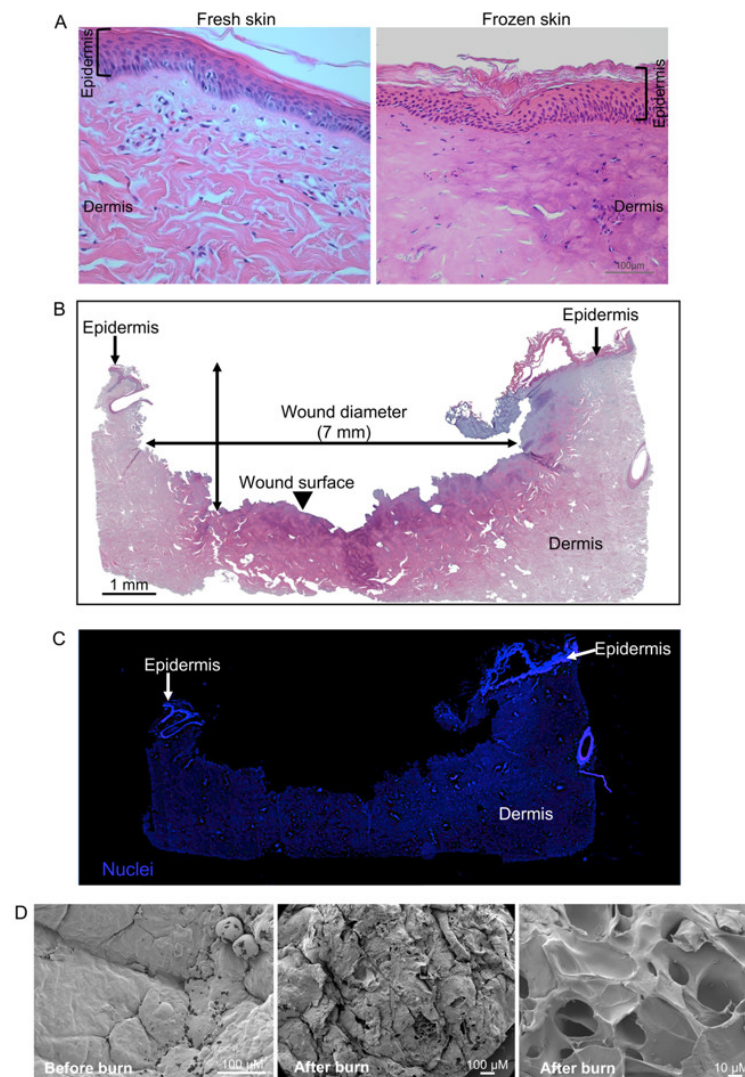 A
Fresh skin
Frozen skin
Epidermis
Epidermis
Dermis
Dermis
100µm
B
Epidermis
Epidermis
Wound diameter
(7 mm)
Wound surface
Dermis
1 mm
C
Epidermis
Epidermis
Dermis
Nuclei
D
Before burn
100 µM
After burn
100 µM
After burn
10 µM